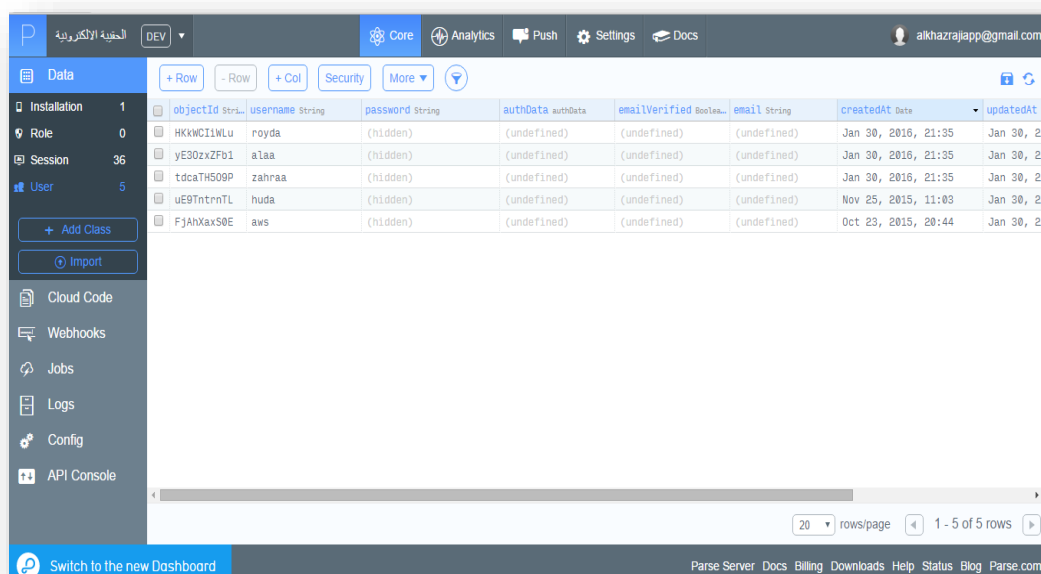 P الحقيبة الالكترونية DEV Core Analytics Push Settings Docs alkhazrajiapp@gmail.com
Data + Row - Row + Col Security More
Installation 1
Role 0
Session 36
User 5
+ Add Class
Import
Cloud Code
Webhooks
Jobs
Logs
Config
API Console
objectId Stri… username String password String authData authData emailVerified Boolea… email String createdAt Date updatedAt
HKkWCIiWLu royda (hidden) (undefined) (undefined) (undefined) Jan 30, 2016, 21:35 Jan 30, 2
yE3OzxZFb1 alaa (hidden) (undefined) (undefined) (undefined) Jan 30, 2016, 21:35 Jan 30, 2
tdcaTH5O9P zahraa (hidden) (undefined) (undefined) (undefined) Jan 30, 2016, 21:35 Jan 30, 2
uE9TntrnTL huda (hidden) (undefined) (undefined) (undefined) Nov 25, 2015, 11:03 Jan 30, 2
FjAhXaxS0E aws (hidden) (undefined) (undefined) (undefined) Oct 23, 2015, 20:44 Jan 30, 2
20 rows/page 1 - 5 of 5 rows
Switch to the new Dashboard Parse Server Docs Billing Downloads Help Status Blog Parse.com